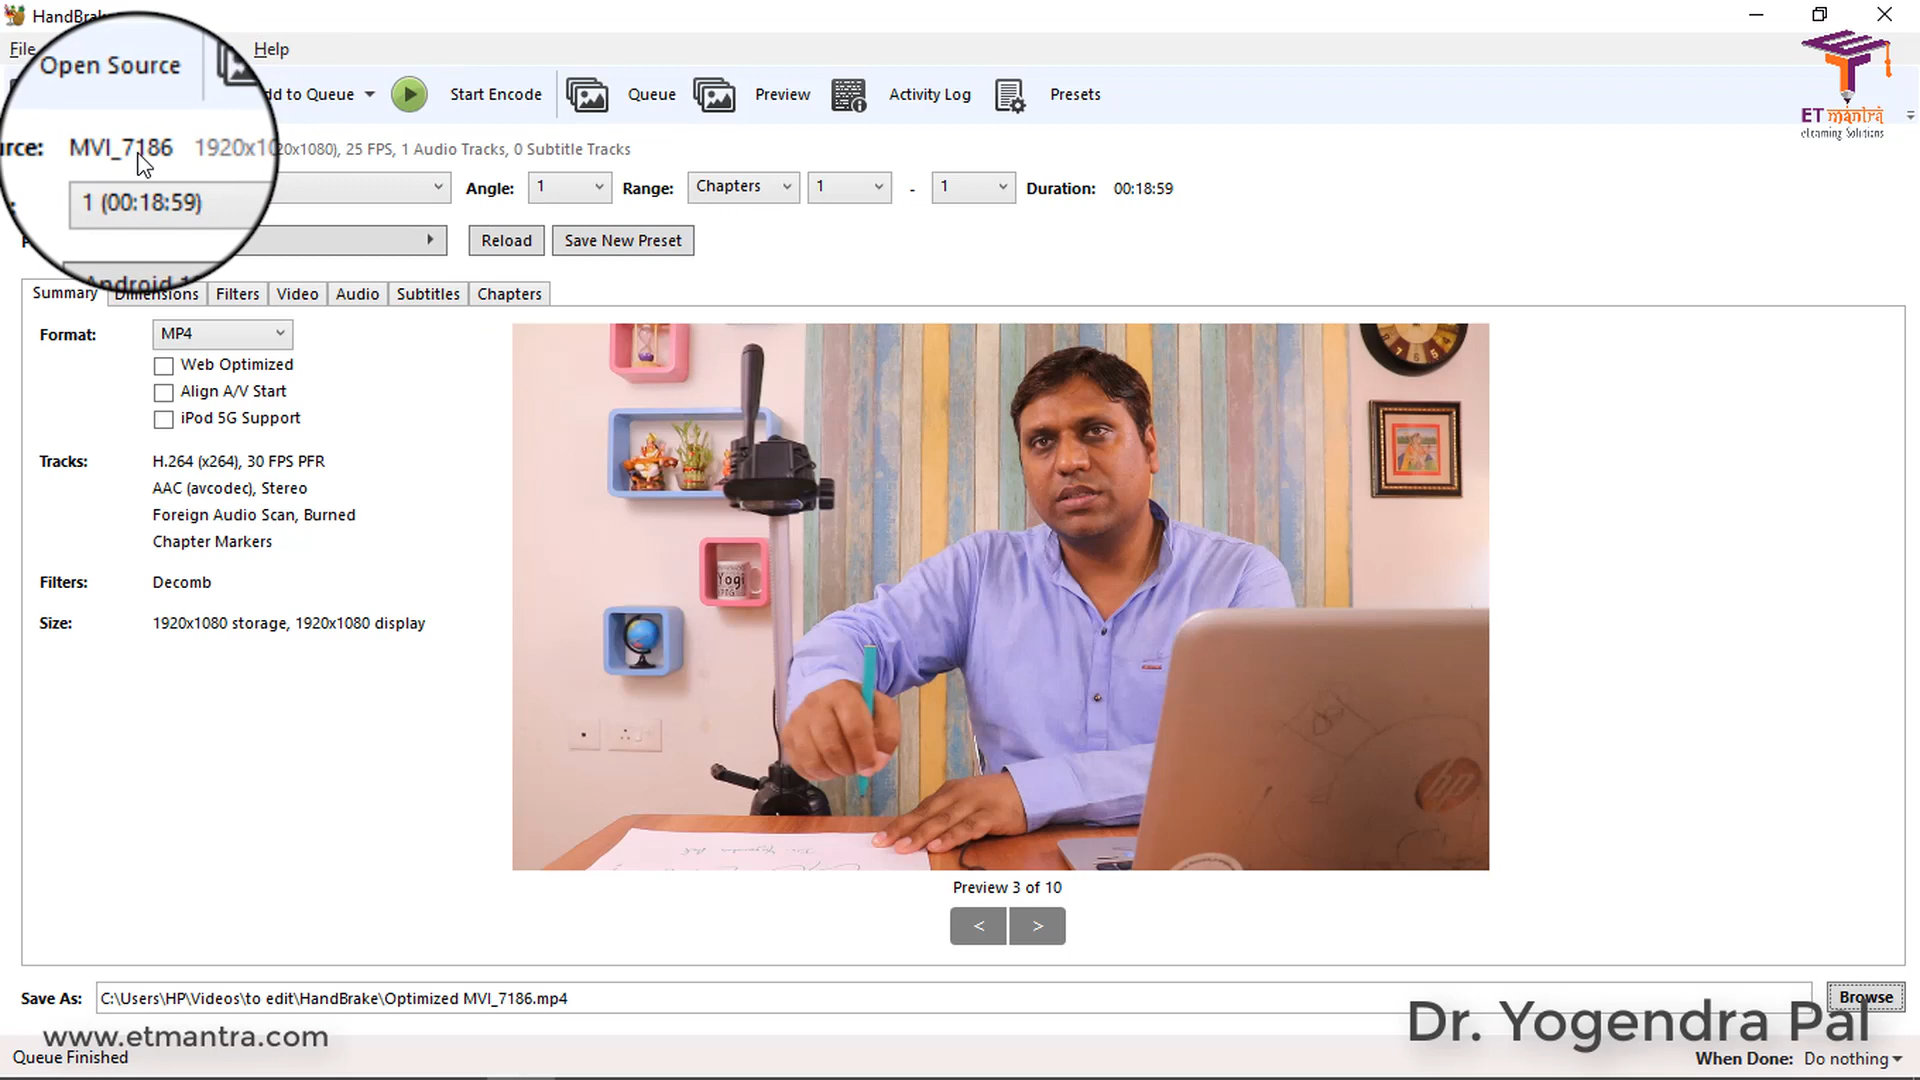 HandBrake
File
Help
Open Source
dd to Queue
Start Encode
Queue
Preview
Activity Log
Presets
ET mantra
eLearning Solutions
urce: MVI_7186 1920x10 20x1080), 25 FPS, 1 Audio Tracks, 0 Subtitle Tracks
1 (00:18:59)
Angle: 1
Range: Chapters 1 - 1
Duration: 00:18:59
Reload
Save New Preset
Android
Summary
Dimensions
Filters
Video
Audio
Subtitles
Chapters
Format: MP4
Web Optimized
Align A/V Start
iPod 5G Support
Tracks: H.264 (x264), 30 FPS PFR
AAC (avcodec), Stereo
Foreign Audio Scan, Burned
Chapter Markers
Filters: Decomb
Size: 1920x1080 storage, 1920x1080 display
Yogi
hp
Preview 3 of 10
<
>
Save As: C:\Users\HP\Videos\to edit\HandBrake\Optimized MVI_7186.mp4
Browse
www.etmantra.com
Dr. Yogendra Pal
Queue Finished
When Done: Do nothing